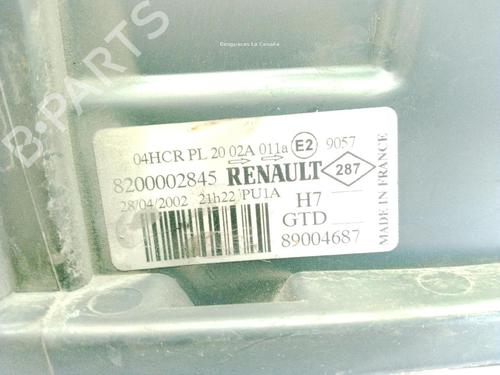 Desguaces La Cabaña
B-PARTS
04HCR PL 20 02A 011a E2 9057
8200002845 RENAULT 287
28/04/2002 21h22/PU1A H7
GTD
89004687
MADE IN FRANCE